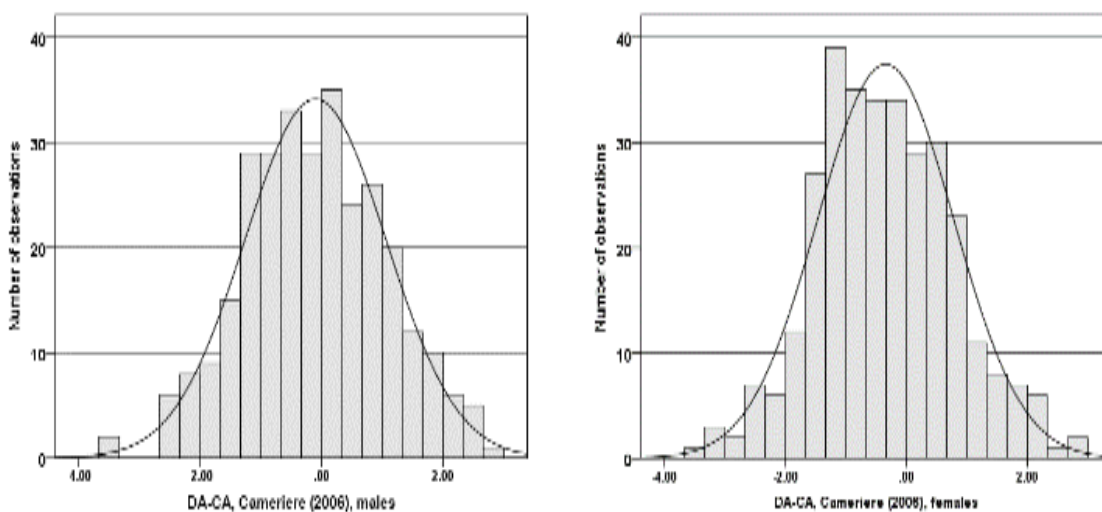 40
30
20
10
0
Number of observations
4.00 2.00 .00 2.00
DA-CA, Cameriere (2006), males
40
30
20
10
0
Number of observations
-4.00 -2.00 .00 2.00
DA-CA, Cameriere (2006), females